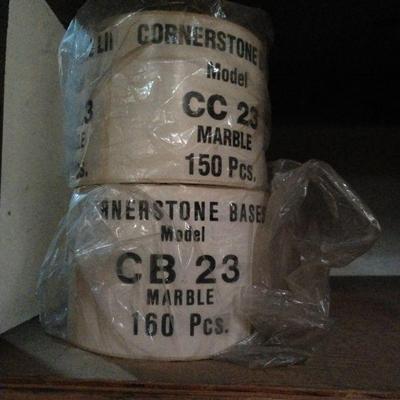 CORNERSTONE
Model
CC 23
MARBLE
150 Pcs.
RNERSTONE BASE
Model
CB 23
MARBLE
160 Pcs.